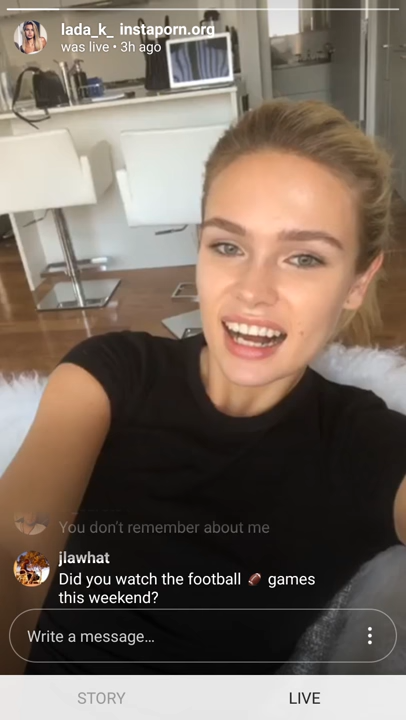 lada_k_ instaporn.org
was live • 3h ago
You don't remember about me
jlawhat
Did you watch the football 🏈 games
this weekend?
Write a message...
STORY
LIVE